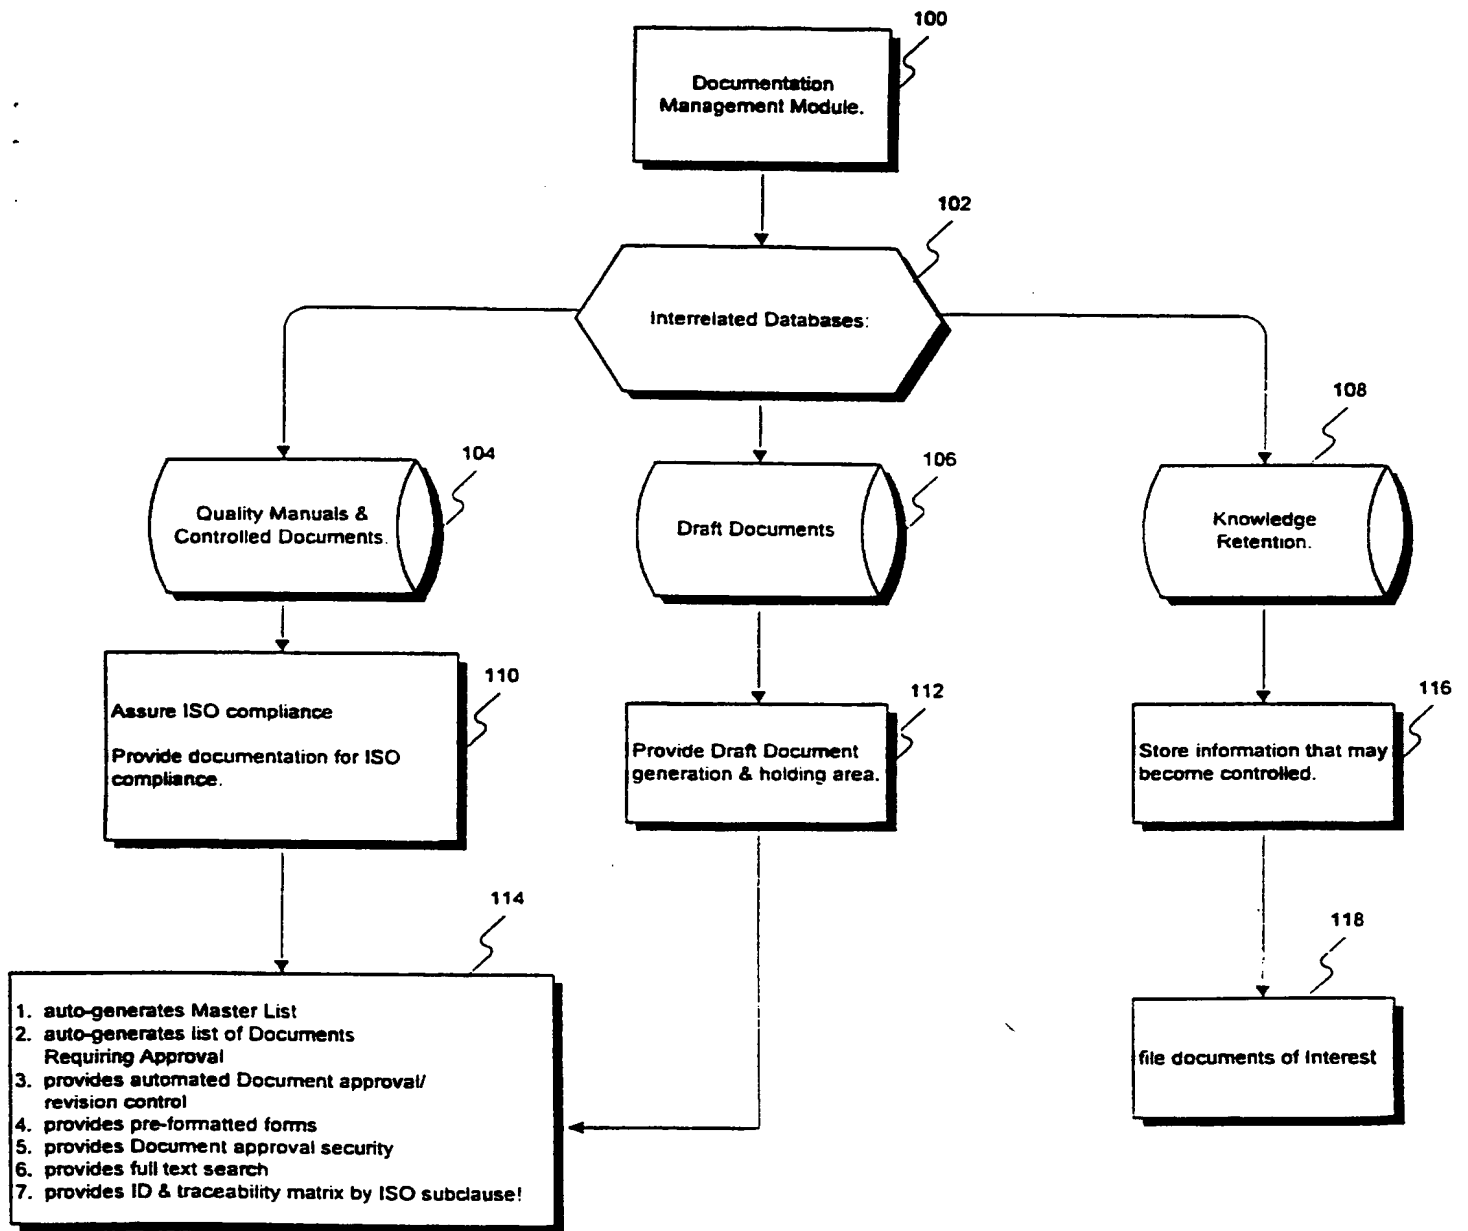 100
Documentation
Management Module.
102
Interrelated Databases:
104
Quality Manuals &
Controlled Documents.
106
Draft Documents
108
Knowledge
Retention.
110
Assure ISO compliance
Provide documentation for ISO
compliance.
112
Provide Draft Document
generation & holding area.
116
Store information that may
become controlled.
114
1. auto-generates Master List
2. auto-generates list of Documents
Requiring Approval
3. provides automated Document approval/
revision control
4. provides pre-formatted forms
5. provides Document approval security
6. provides full text search
7. provides ID & traceability matrix by ISO subclause!
118
file documents of Interest